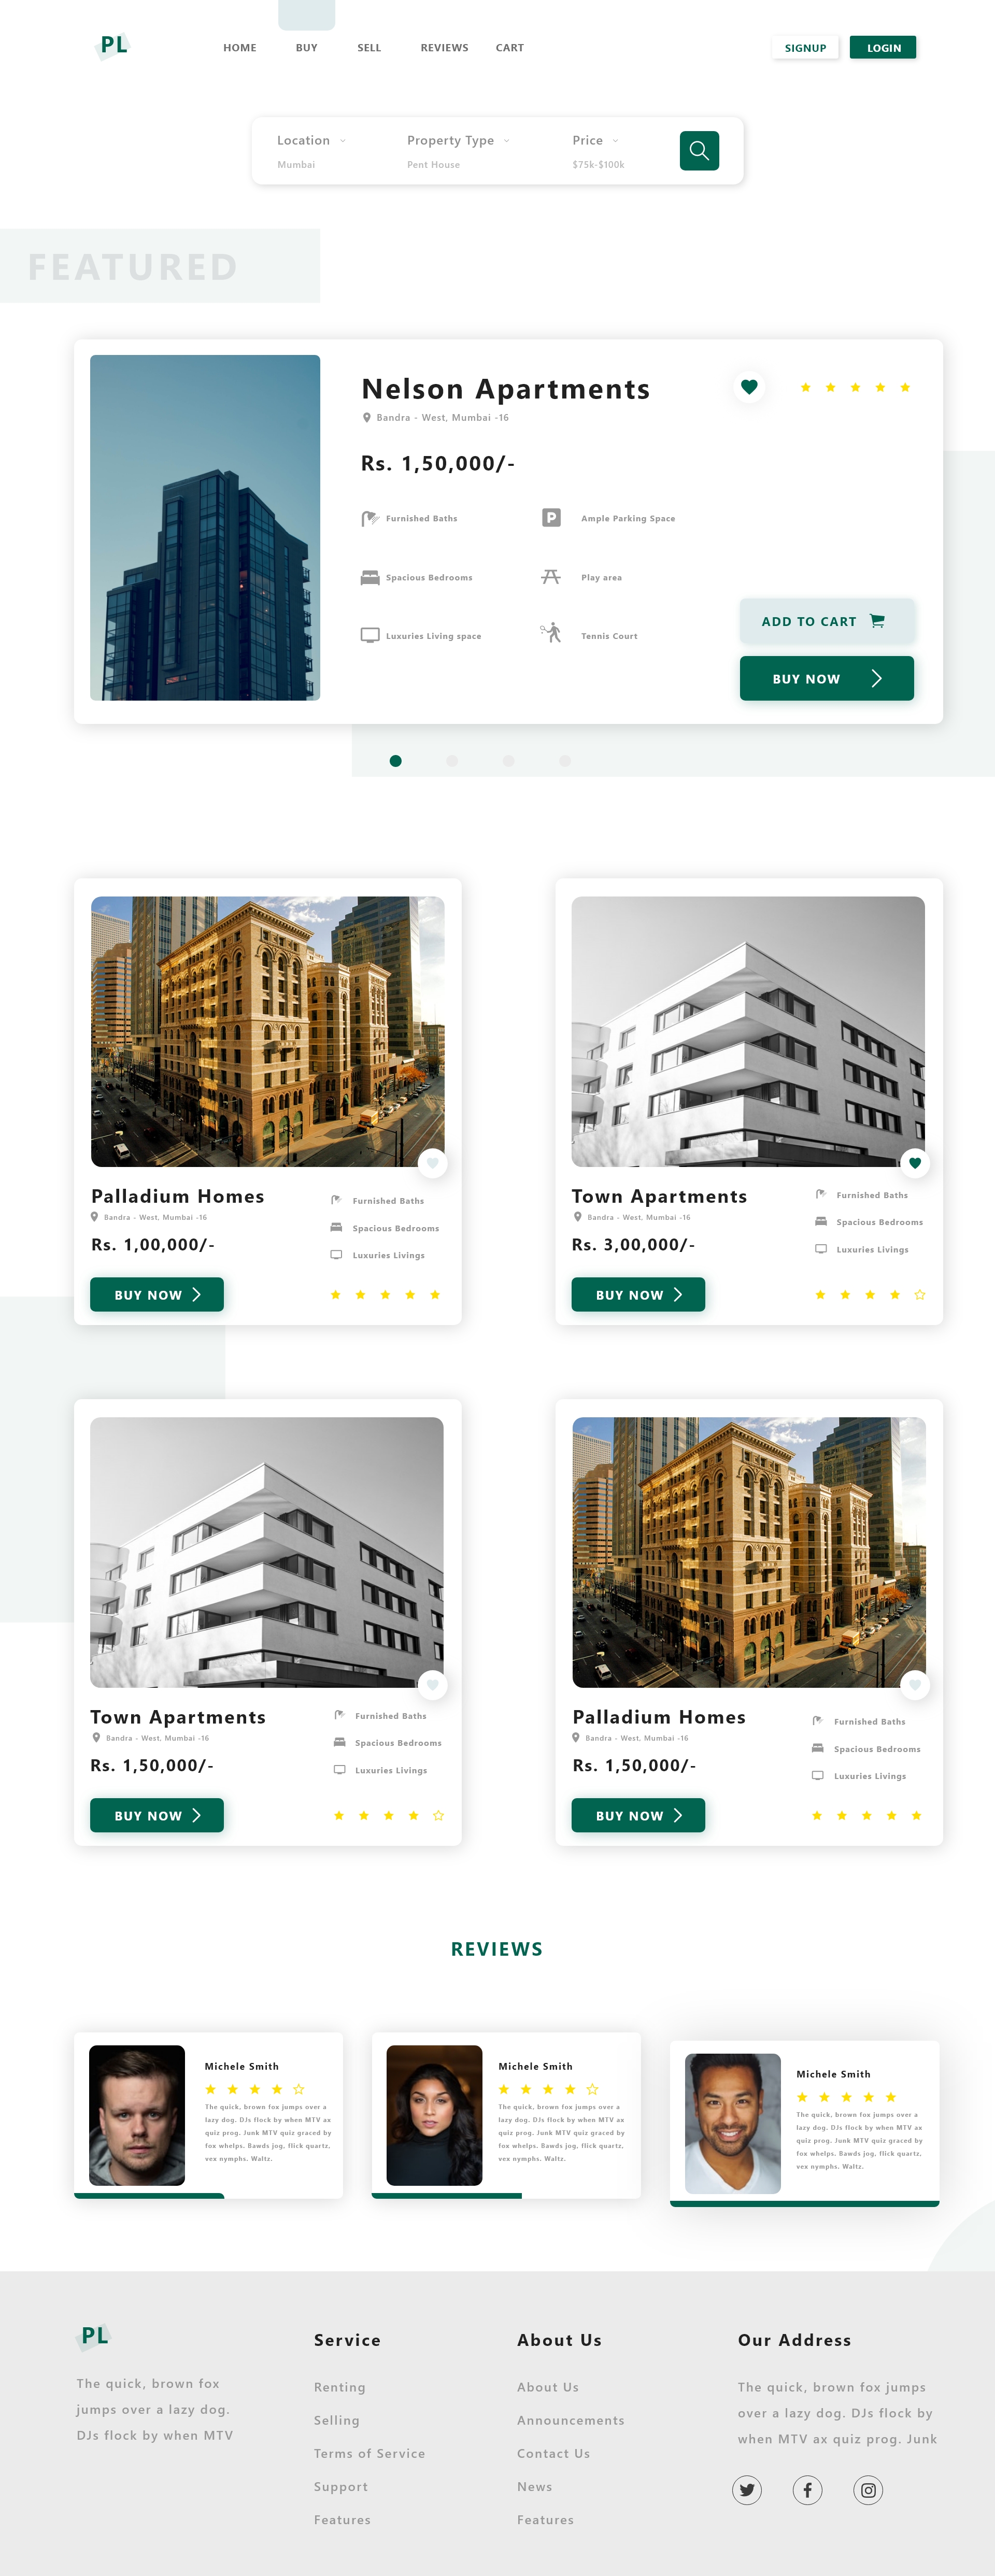 PL
HOME BUY SELL REVIEWS CART
SIGNUP LOGIN
Location Property Type Price
Mumbai Pent House $75k-$100k
FEATURED
Nelson Apartments
Bandra - West, Mumbai -16
Rs. 1,50,000/-
Furnished Baths
Ample Parking Space
Spacious Bedrooms
Play area
Luxuries Living space
Tennis Court
ADD TO CART
BUY NOW
Palladium Homes
Bandra - West, Mumbai -16
Rs. 1,00,000/-
Furnished Baths
Spacious Bedrooms
Luxuries Livings
BUY NOW
Town Apartments
Bandra - West, Mumbai -16
Rs. 3,00,000/-
Furnished Baths
Spacious Bedrooms
Luxuries Livings
BUY NOW
Town Apartments
Bandra - West, Mumbai -16
Rs. 1,50,000/-
Furnished Baths
Spacious Bedrooms
Luxuries Livings
BUY NOW
Palladium Homes
Bandra - West, Mumbai -16
Rs. 1,50,000/-
Furnished Baths
Spacious Bedrooms
Luxuries Livings
BUY NOW
REVIEWS
Michele Smith
The quick, brown fox jumps over a
lazy dog. DJs flock by when MTV ax
quiz prog. Junk MTV quiz graced by
fox whelps. Bawds jog, flick quartz,
vex nymphs. Waltz.
Michele Smith
The quick, brown fox jumps over a
lazy dog. DJs flock by when MTV ax
quiz prog. Junk MTV quiz graced by
fox whelps. Bawds jog, flick quartz,
vex nymphs. Waltz.
Michele Smith
The quick, brown fox jumps over a
lazy dog. DJs flock by when MTV ax
quiz prog. Junk MTV quiz graced by
fox whelps. Bawds jog, flick quartz,
vex nymphs. Waltz.
PL
The quick, brown fox
jumps over a lazy dog.
DJs flock by when MTV
Service
Renting
Selling
Terms of Service
Support
Features
About Us
About Us
Announcements
Contact Us
News
Features
Our Address
The quick, brown fox jumps
over a lazy dog. DJs flock by
when MTV ax quiz prog. Junk